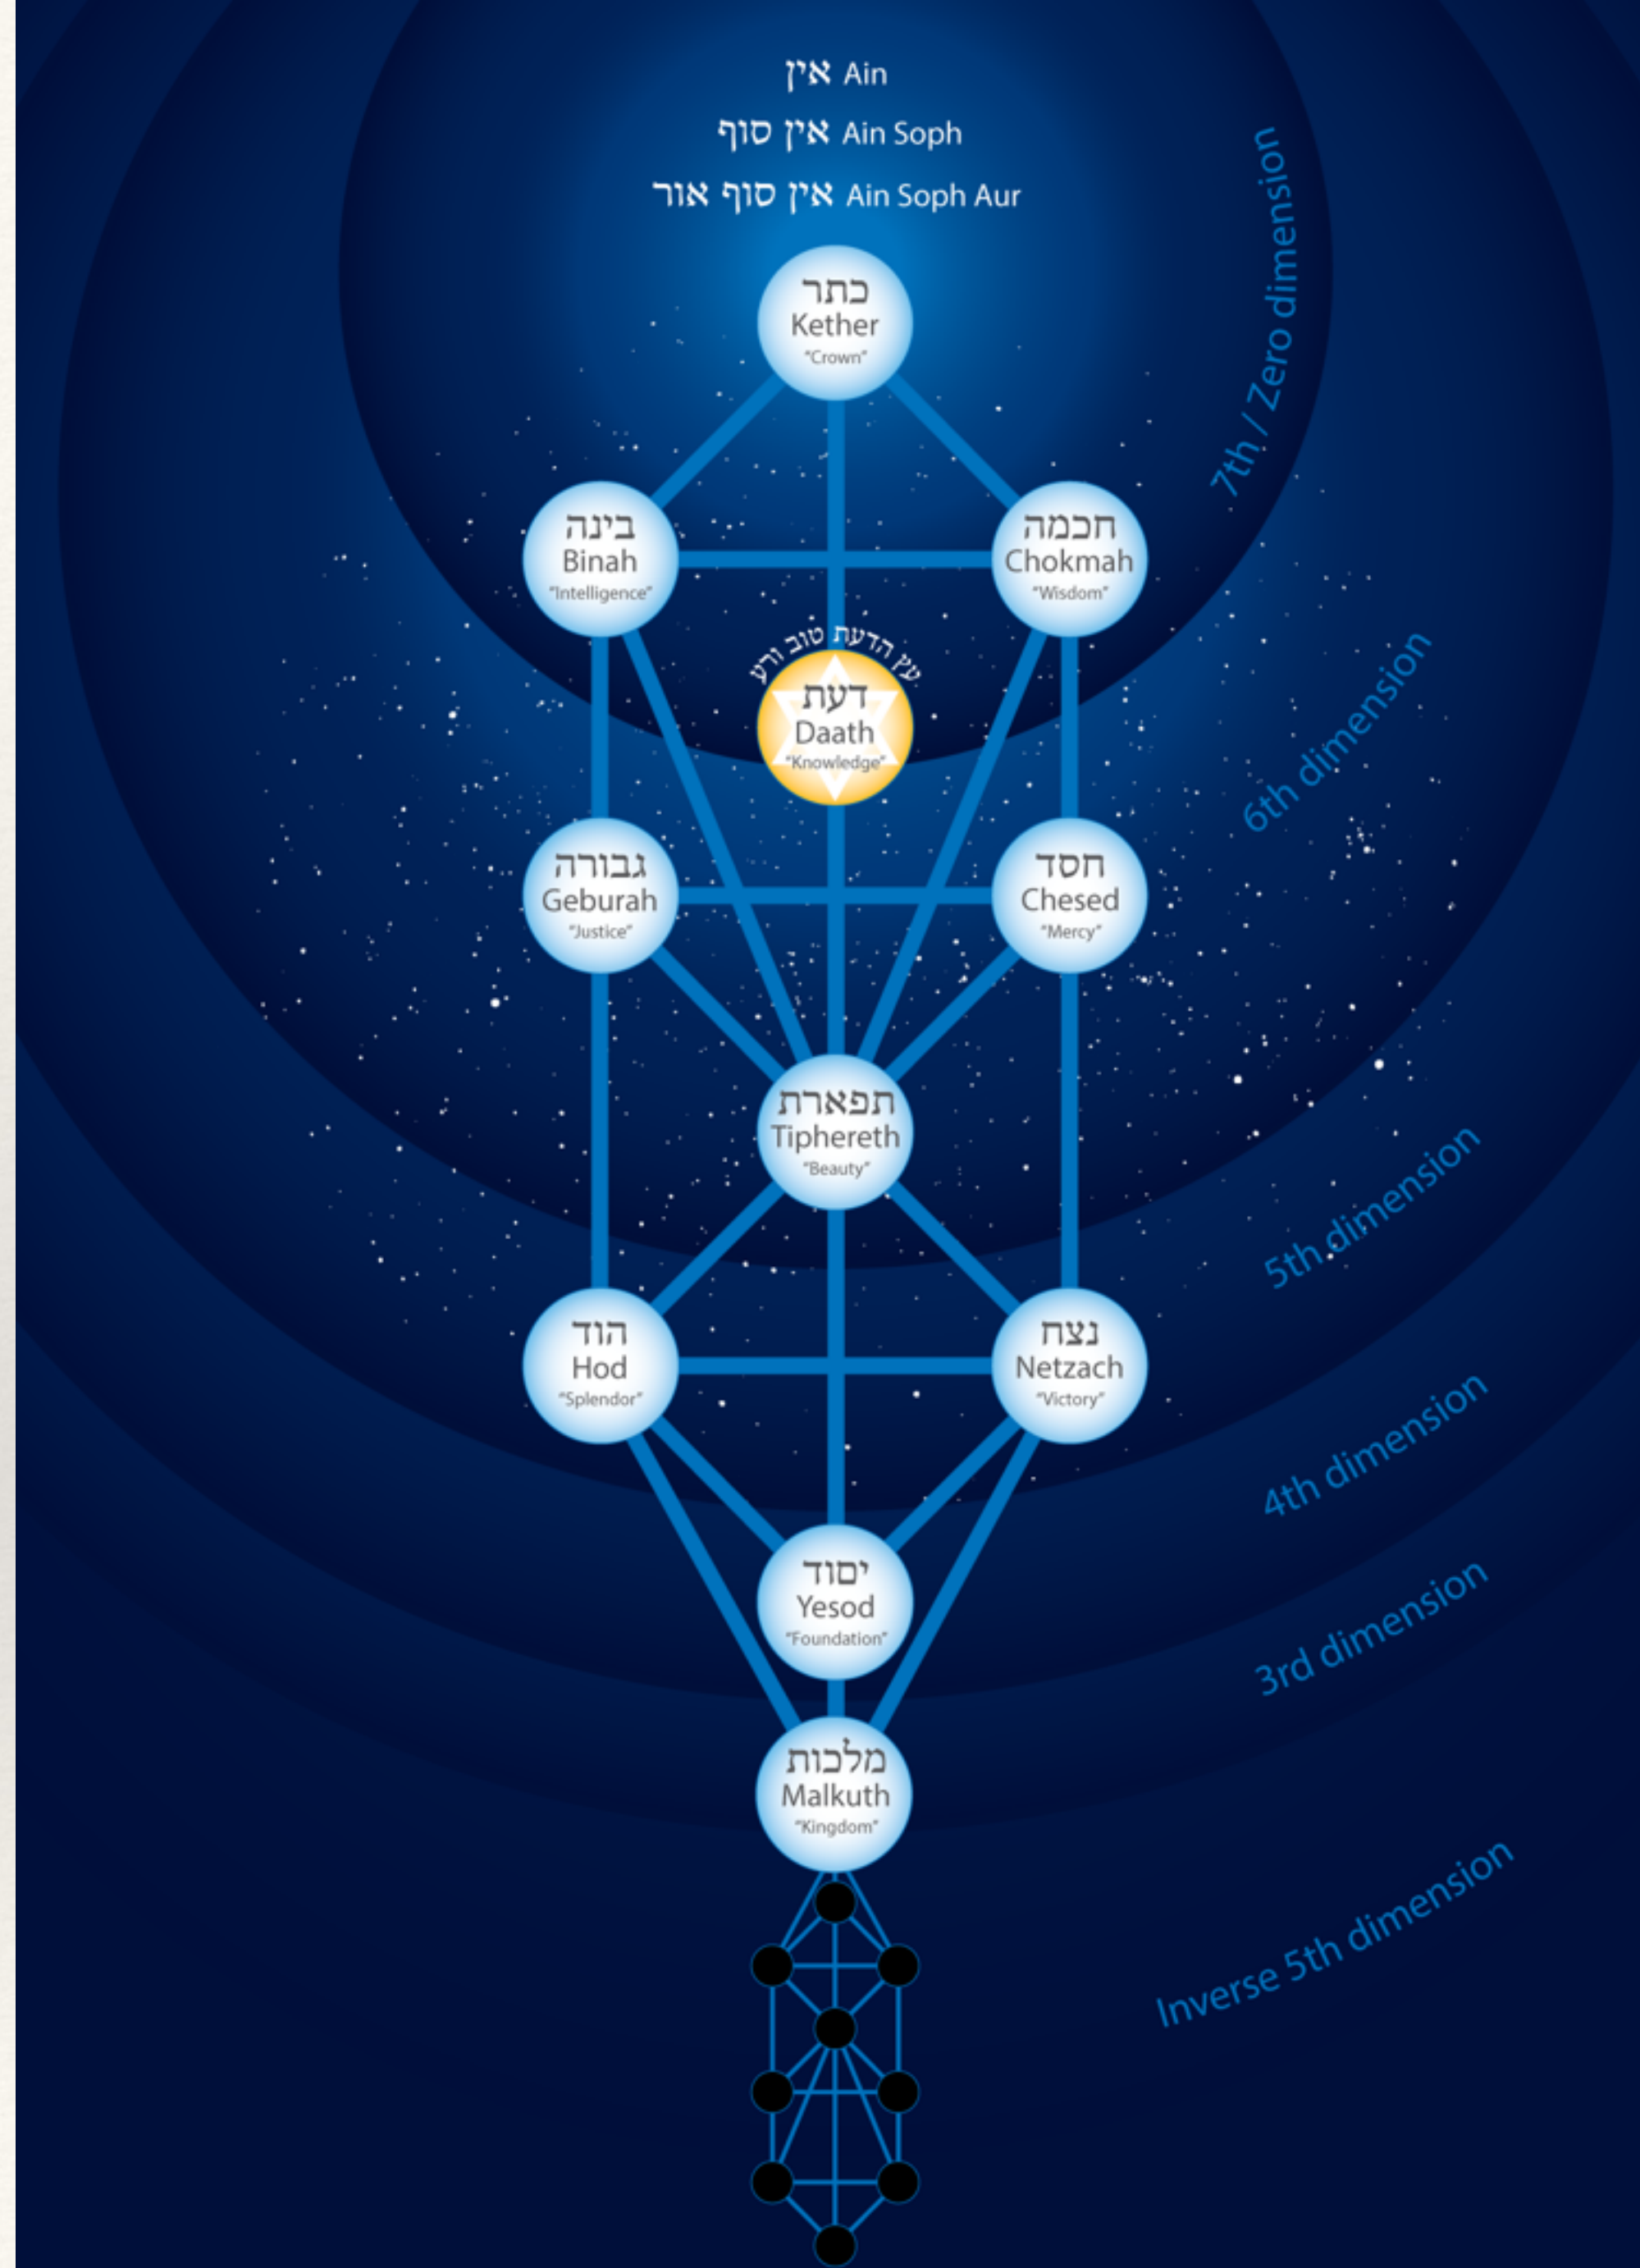 אין Ain
אין סוף Ain Soph
אין סוף אור Ain Soph Aur
כתר
Kether
“Crown”
7th / Zero dimension
בינה
Binah
“Intelligence”
חכמה
Chokmah
“Wisdom”
עץ הדעת טוב ורע
דעת
Daath
“Knowledge”
6th dimension
גבורה
Geburah
“Justice”
חסד
Chesed
“Mercy”
תפארת
Tiphereth
“Beauty”
5th dimension
הוד
Hod
“Splendor”
נצח
Netzach
“Victory”
4th dimension
יסוד
Yesod
“Foundation”
3rd dimension
מלכות
Malkuth
“Kingdom”
Inverse 5th dimension